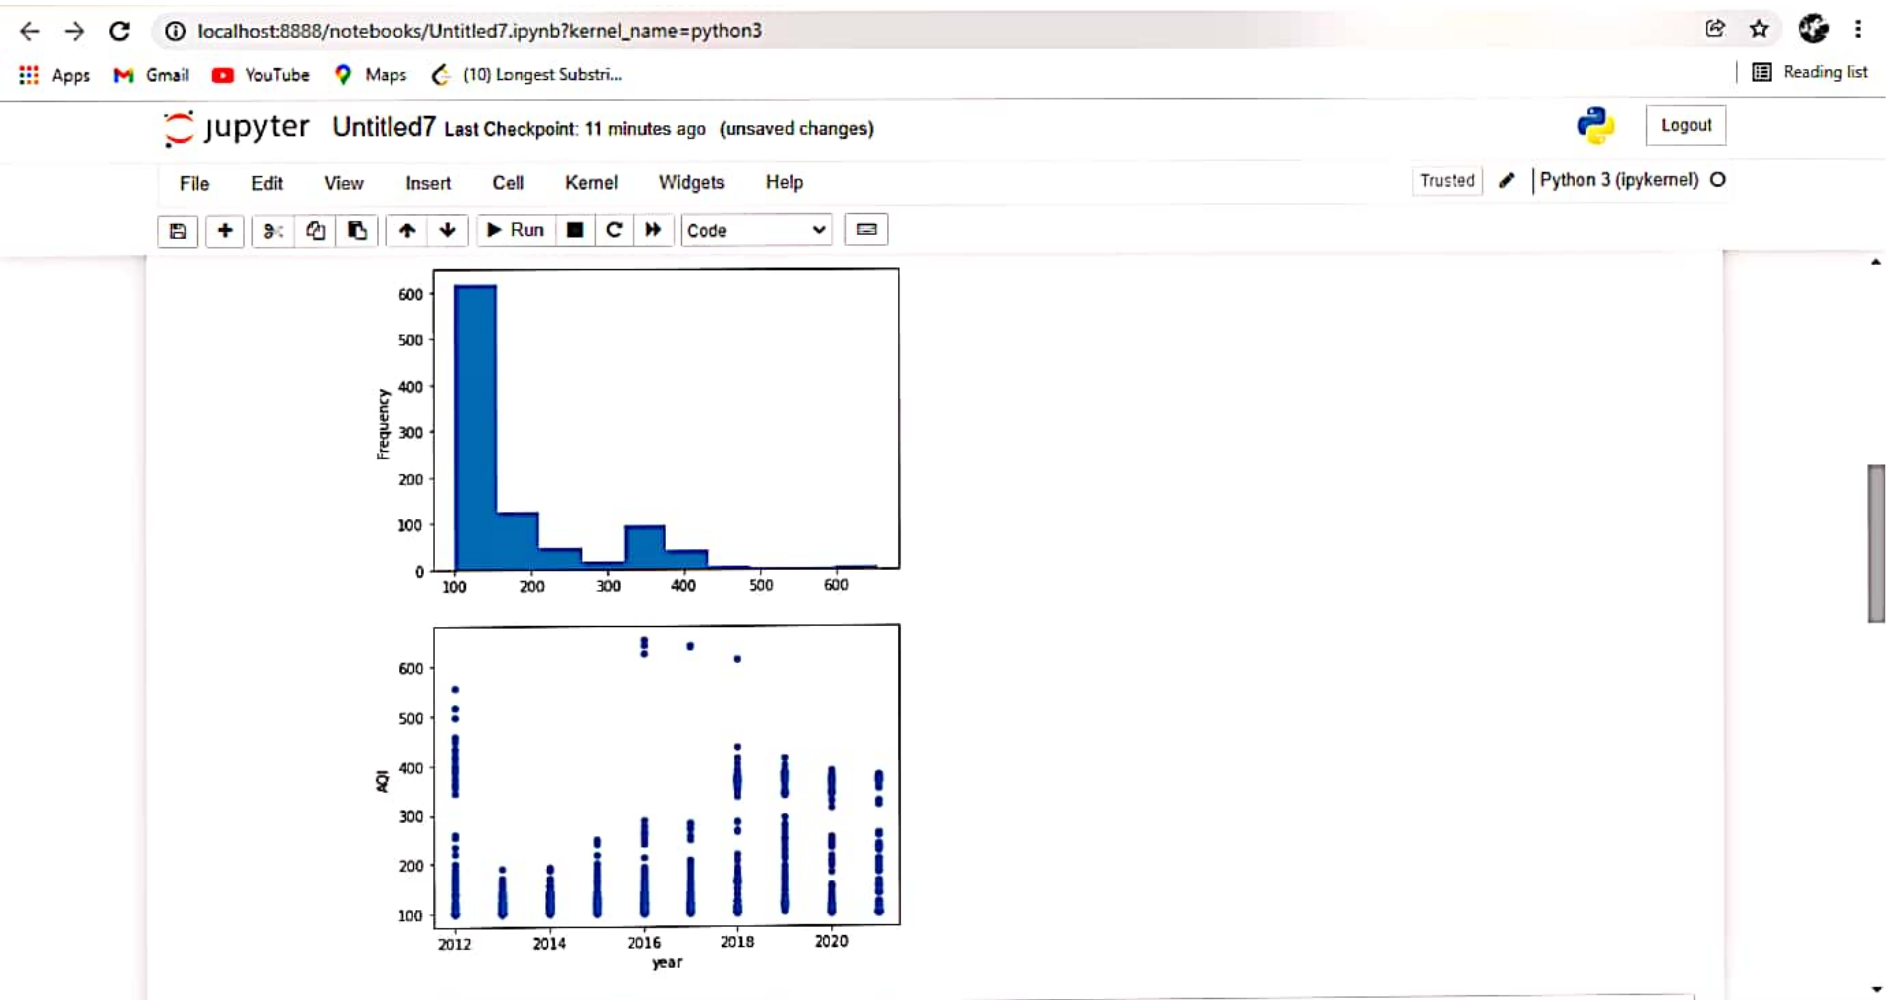 localhost:8888/notebooks/Untitled7.ipynb?kernel_name=python3
Apps Gmail YouTube Maps (10) Longest Substri... Reading list
jupyter Untitled7 Last Checkpoint: 11 minutes ago (unsaved changes) Logout
File Edit View Insert Cell Kernel Widgets Help Trusted Python 3 (ipykernel)
Run Code
600
500
400
300
200
100
0
Frequency
100 200 300 400 500 600
600
500
400
300
200
100
AQI
2012 2014 2016 2018 2020
year